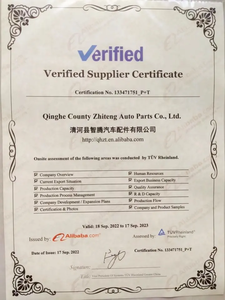 Verified
Verified Supplier Certificate
Certification No. 133471751_P+T
Qinghe County Zhiteng Auto Parts Co., Ltd.
清河县智腾汽车配件有限公司
http://qhzt.en.alibaba.com
Onsite assessment of the following areas was conducted by TÜV Rheinland.
Company Overview
Human Resources
Current Export Situation
Export Business Capacity
Production Capacity
Quality Assurance
Production Process Management
R & D Capacity
Company Development / Expansion Plans
Production Flow
Certification & Photos
Company and Product Samples
Valid: 18 Sep. 2022 to 17 Sep. 2023
Issued by: Alibaba.com
Authorized by TÜVRheinland
Date of Issue: 17 Sep. 2022
Certification No. 133471751_P+T